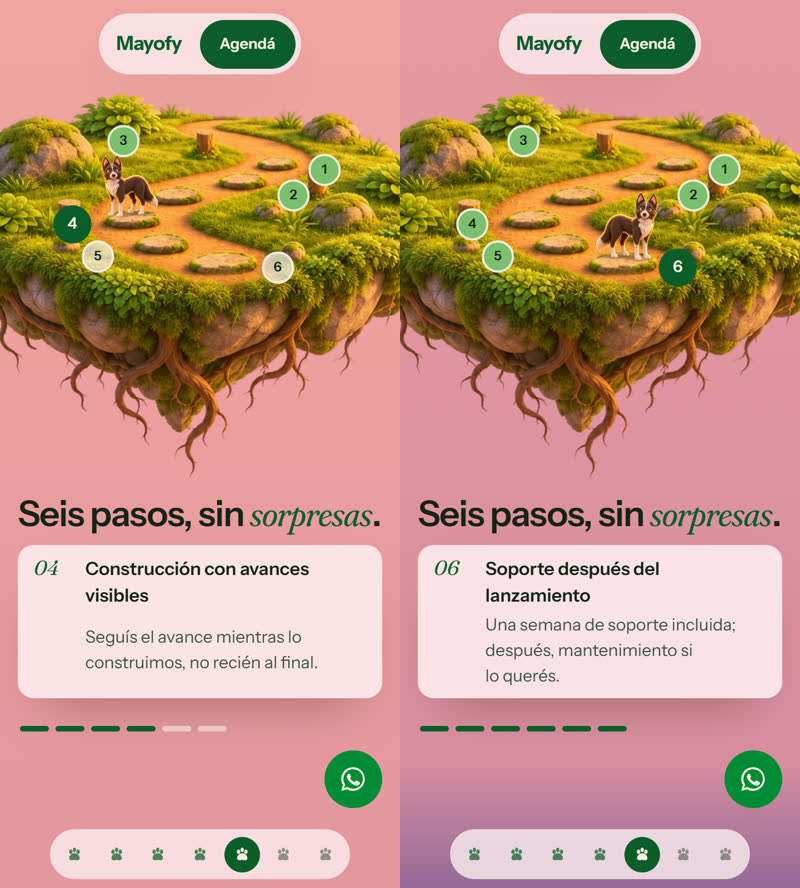 Mayofy Agendá
3
1
2
4
5
6
Seis pasos, sin sorpresas.
04 Construcción con avances
visibles
Seguís el avance mientras lo
construimos, no recién al final.
Mayofy Agendá
3
1
2
4
5
6
Seis pasos, sin sorpresas.
06 Soporte después del
lanzamiento
Una semana de soporte incluida;
después, mantenimiento si
lo querés.